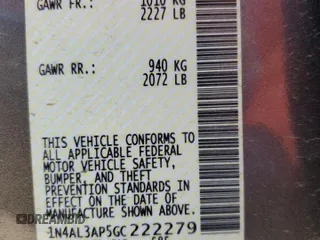 GAWR FR.: 1010 KG
2227 LB
GAWR RR.: 940 KG
2072 LB
THIS VEHICLE CONFORMS TO
ALL APPLICABLE FEDERAL
MOTOR VEHICLE SAFETY,
BUMPER, AND THEFT
PREVENTION STANDARDS IN
EFFECT ON THE DATE OF
MANUFACTURE SHOWN ABOVE.
1N4AL3AP5GC222279
DREAMBID